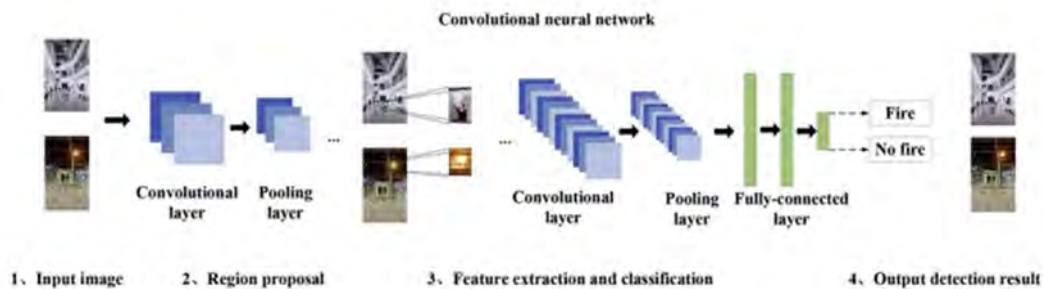 Convolutional neural network
...
...
Fire
No fire
Convolutional
layer
Pooling
layer
Convolutional
layer
Pooling
layer
Fully-connected
layer
1、Input image
2、Region proposal
3、Feature extraction and classification
4、Output detection result